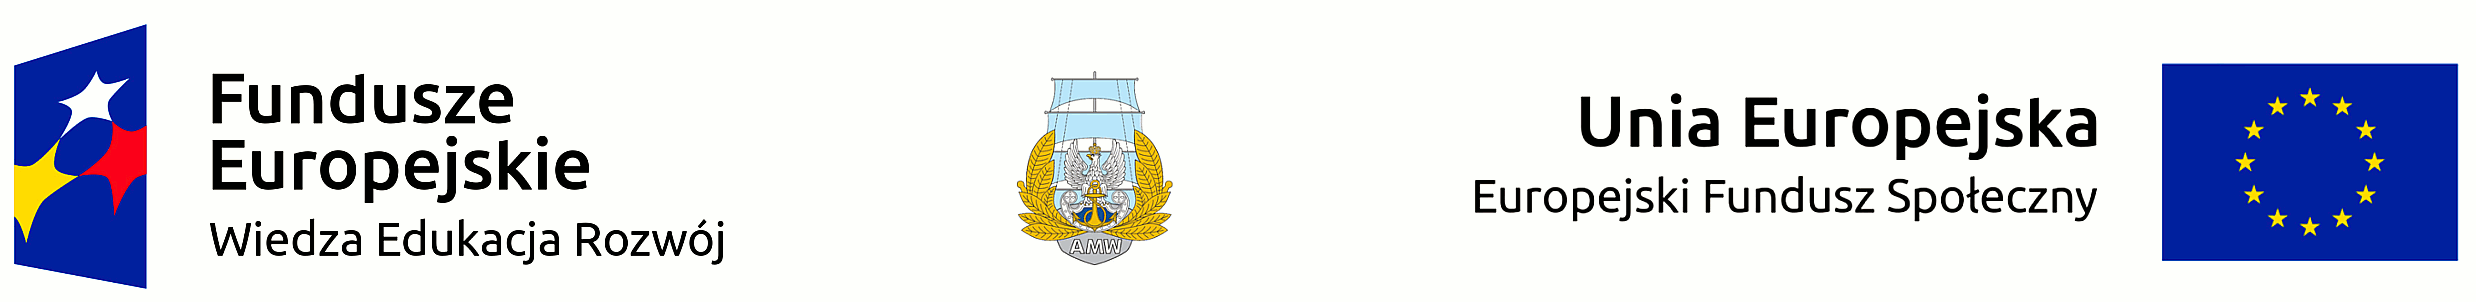 Fundusze
Europejskie
Wiedza Edukacja Rozwój
AMW
Unia Europejska
Europejski Fundusz Społeczny